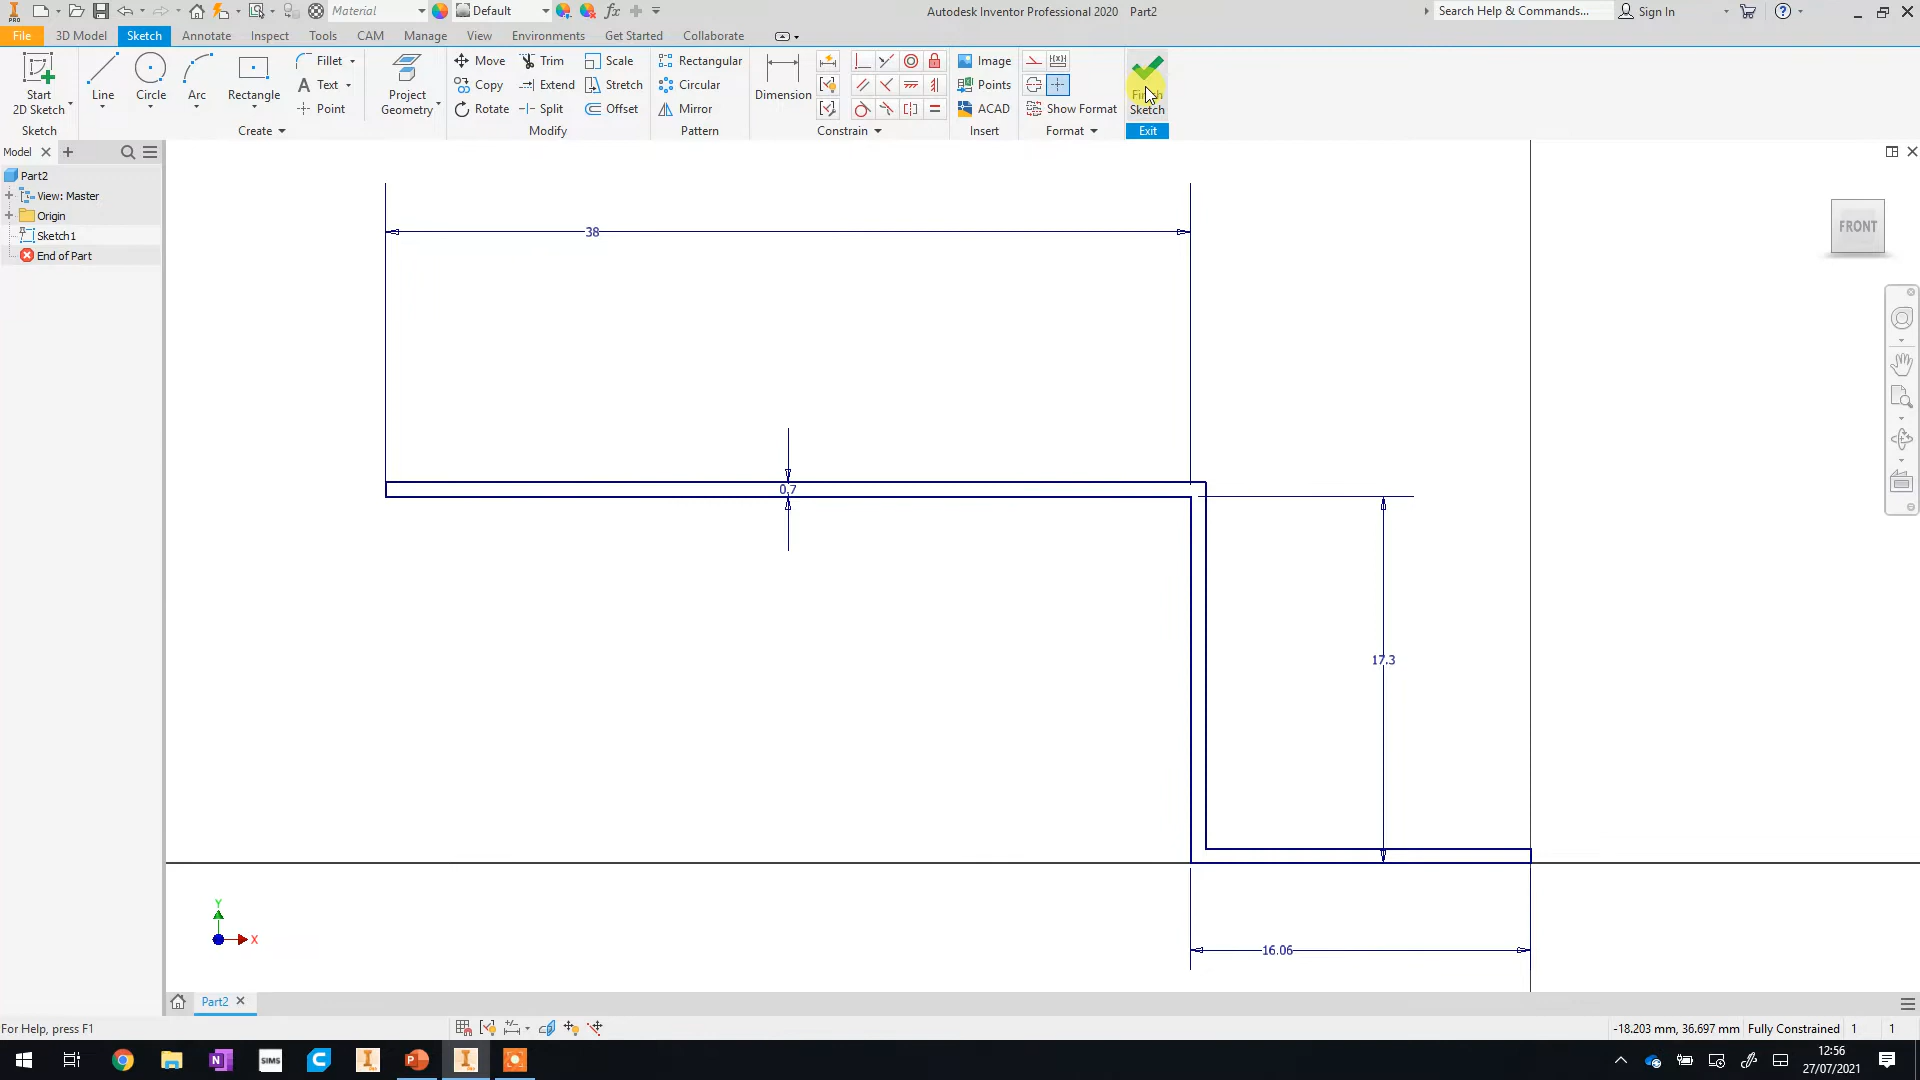 PRO Material Default fx Autodesk Inventor Professional 2020 Part2 Search Help & Commands... Sign In
File 3D Model Sketch Annotate Inspect Tools CAM Manage View Environments Get Started Collaborate
Start 2D Sketch Line Circle Arc Rectangle Fillet Text Point Project Geometry Move Copy Rotate Trim Extend Split Scale Stretch Offset Rectangular Circular Mirror Dimension Image Points ACAD Show Format Finish Sketch
Sketch Create Modify Pattern Constrain Insert Format Exit
Model
Part2
View: Master
Origin
Sketch1
End of Part
FRONT
38
0.7
17.3
16.06
Y
X
Part2
For Help, press F1
-18.203 mm, 36.697 mm Fully Constrained 1 1
SIMS
12:56
27/07/2021